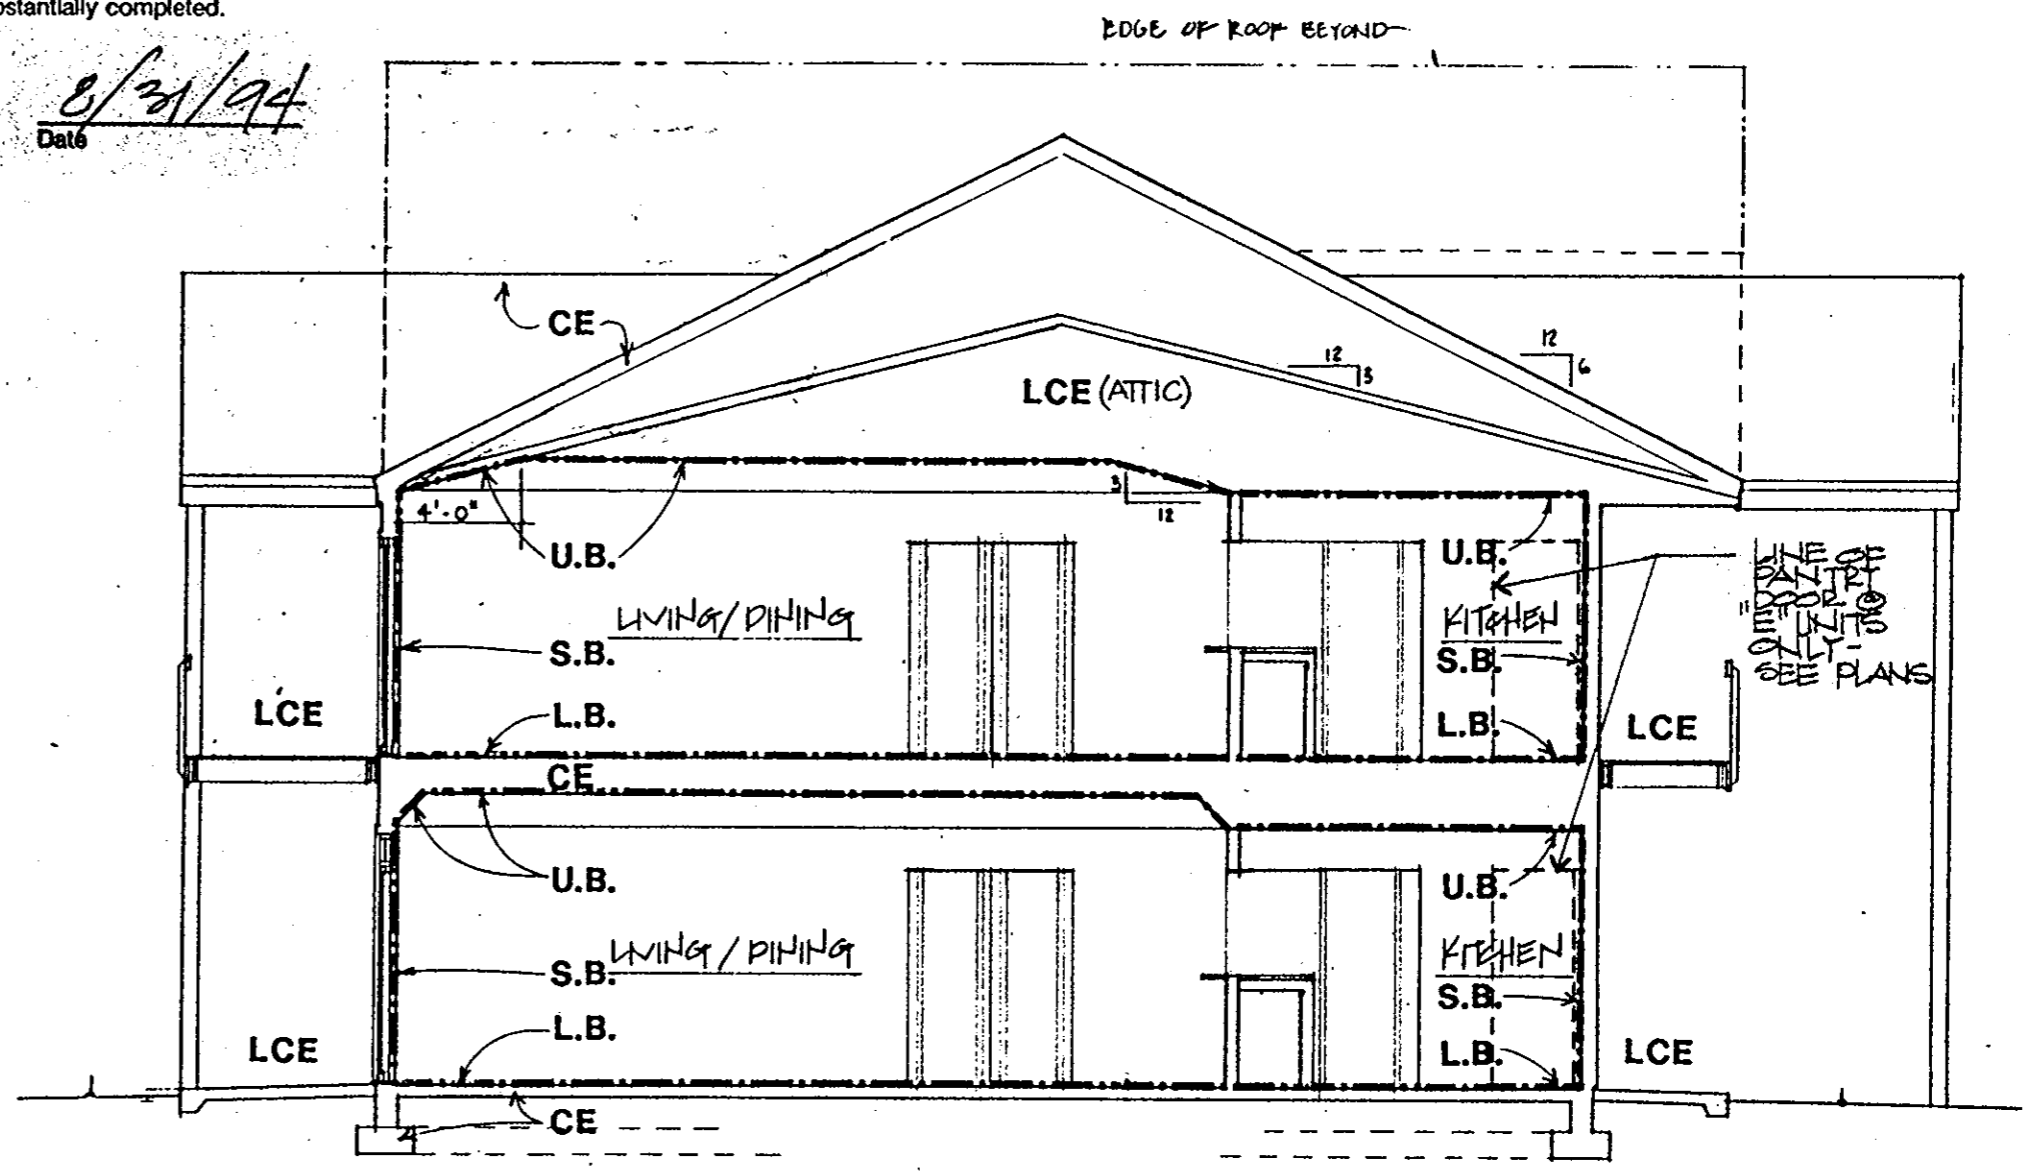 bstantially completed.
EDGE OF ROOF BEYOND
8/31/94
Date
CE
12
3
12
6
LCE (ATTIC)
4'-0"
3
12
U.B.
U.B.
LINE OF
PANTRY
DOOR @
"E" UNITS
ONLY-
SEE PLANS
LIVING/DINING
KITCHEN
S.B.
S.B.
LCE
L.B.
L.B.
LCE
CE
U.B.
U.B.
LIVING/DINING
KITCHEN
S.B.
S.B.
L.B.
LCE
L.B.
LCE
CE